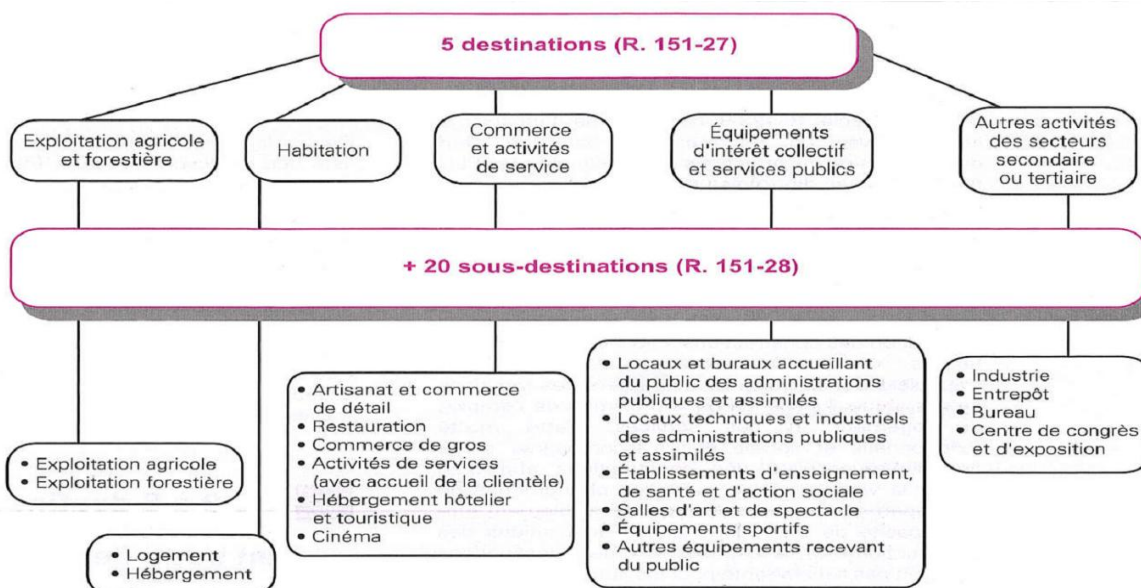 5 destinations (R. 151-27)
Exploitation agricole
et forestière
Habitation
Commerce
et activités
de service
Équipements
d'intérêt collectif
et services publics
Autres activités
des secteurs
secondaire
ou tertiaire
+ 20 sous-destinations (R. 151-28)
• Exploitation agricole
• Exploitation forestière
• Logement
• Hébergement
• Artisanat et commerce
de détail
• Restauration
• Commerce de gros
• Activités de services
(avec accueil de la clientèle)
• Hébergement hôtelier
et touristique
• Cinéma
• Locaux et buraux accueillant
du public des administrations
publiques et assimilés
• Locaux techniques et industriels
des administrations publiques
et assimilés
• Établissements d'enseignement,
de santé et d'action sociale
• Salles d'art et de spectacle
• Équipements sportifs
• Autres équipements recevant
du public
• Industrie
• Entrepôt
• Bureau
• Centre de congrès
et d'exposition